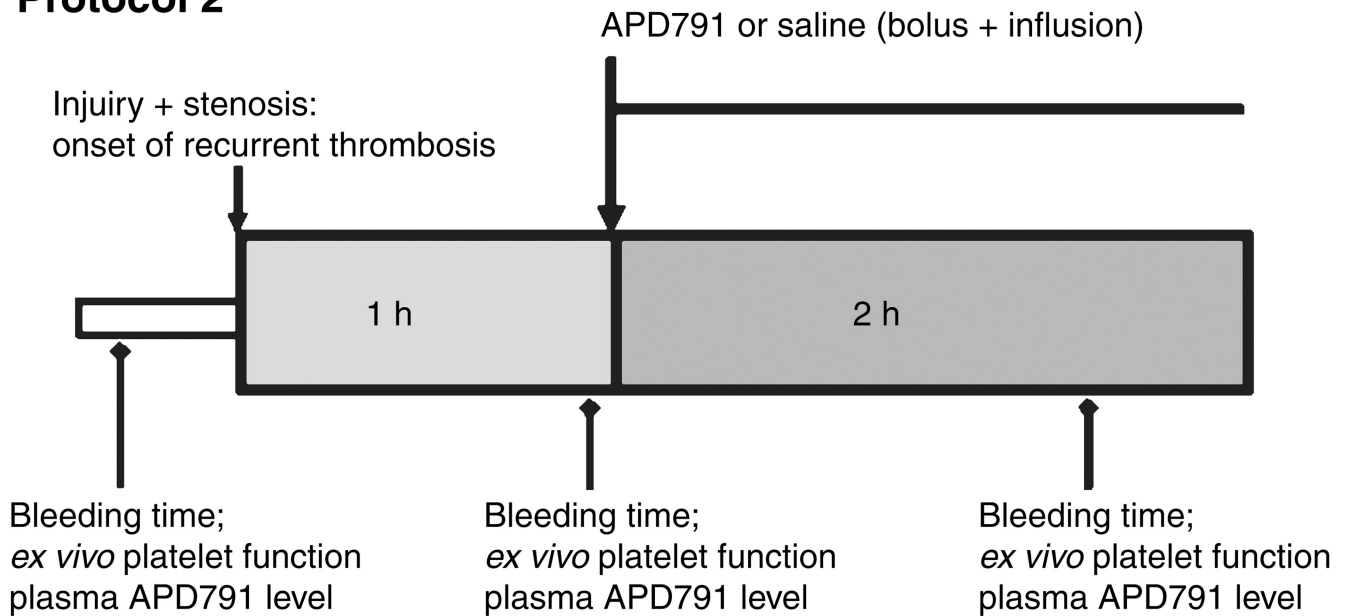 Protocol 2
APD791 or saline (bolus + influsion)
Injuiry + stenosis:
onset of recurrent thrombosis
1 h
2 h
Bleeding time;
ex vivo platelet function
plasma APD791 level
Bleeding time;
ex vivo platelet function
plasma APD791 level
Bleeding time;
ex vivo platelet function
plasma APD791 level